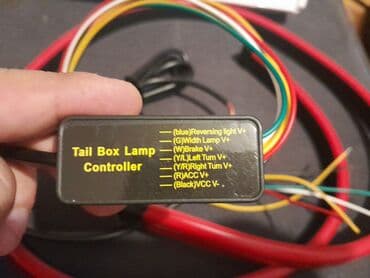 Tail Box Lamp
Controller
(blue)Reversing light V+
(G)Width Lamp V+
(W)Brake V+
(Y/L)Left Turn V+
(Y/R)Right Turn V+
(R)ACC V+
(Black)VCC V-